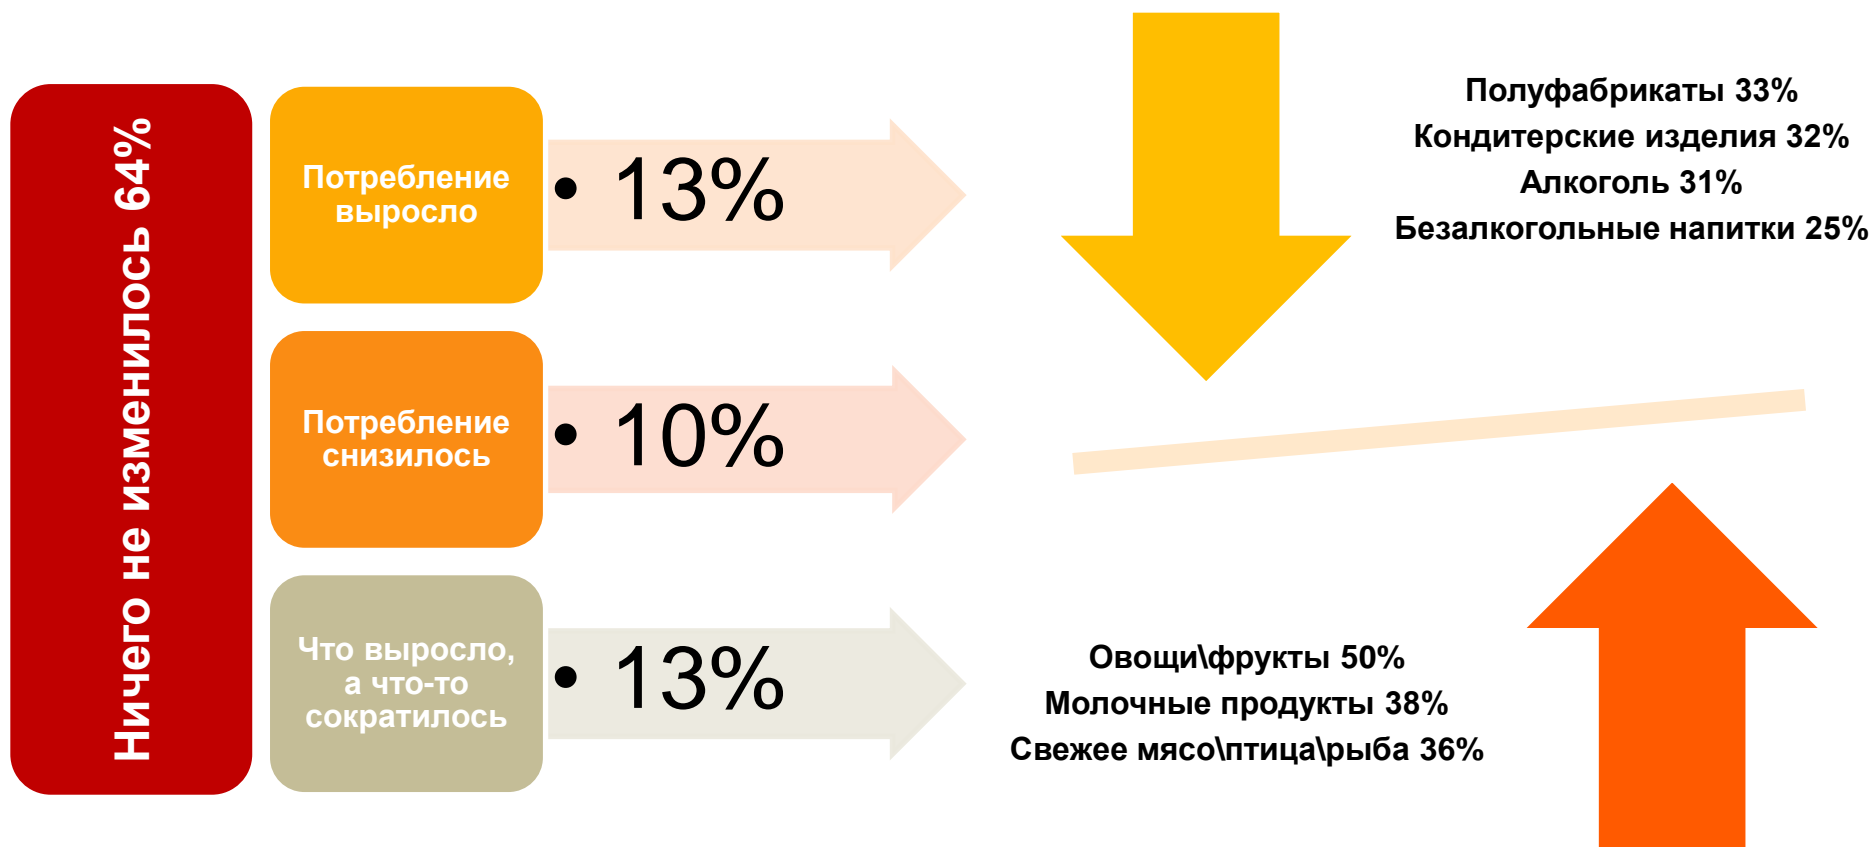 Ничего не изменилось 64%
Потребление
выросло
• 13%
Потребление
снизилось
• 10%
Что выросло,
а что-то
сократилось
• 13%
Полуфабрикаты 33%
Кондитерские изделия 32%
Алкоголь 31%
Безалкогольные напитки 25%
Овощи\фрукты 50%
Молочные продукты 38%
Свежее мясо\птица\рыба 36%